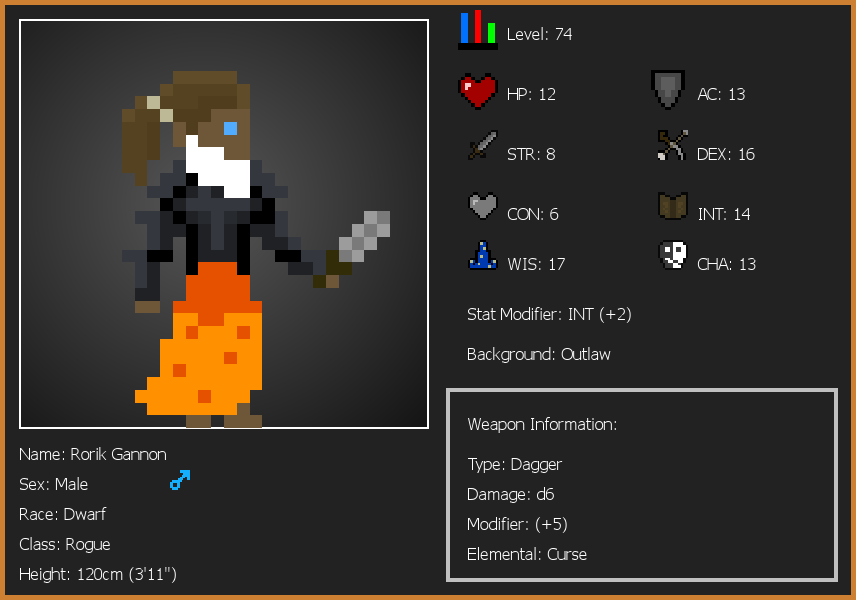 Level: 74
HP: 12
AC: 13
STR: 8
DEX: 16
CON: 6
INT: 14
WIS: 17
CHA: 13
Stat Modifier: INT (+2)
Background: Outlaw
Weapon Information:
Type: Dagger
Damage: d6
Modifier: (+5)
Elemental: Curse
Name: Rorik Gannon
Sex: Male
Race: Dwarf
Class: Rogue
Height: 120cm (3'11")